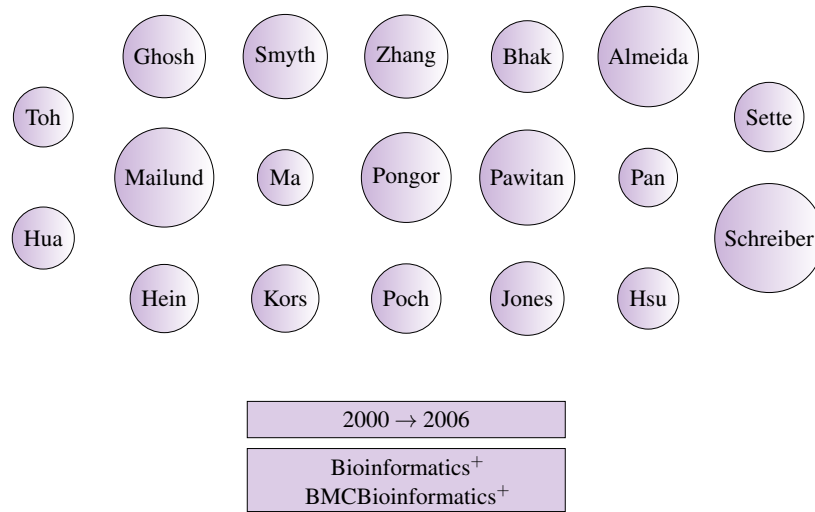 Ghosh Smyth Zhang Bhak Almeida
Toh Sette
Mailund Ma Pongor Pawitan Pan
Hua Schreiber
Hein Kors Poch Jones Hsu
2000 → 2006
Bioinformatics⁺
BMCBioinformatics⁺